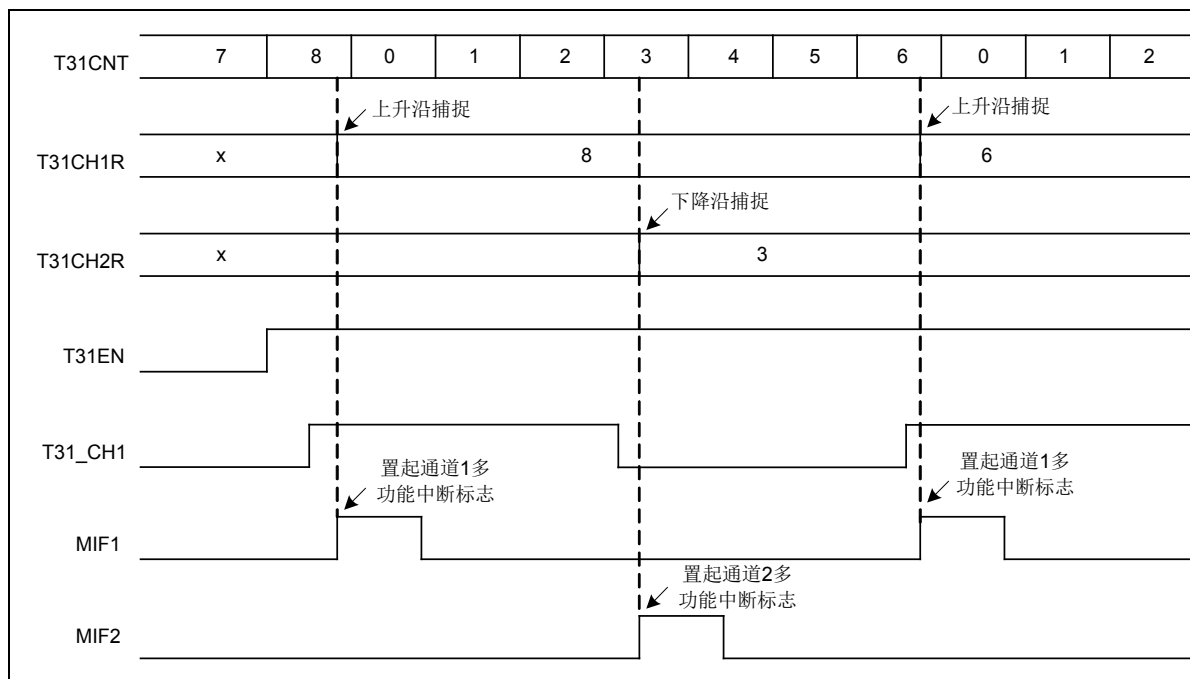 T31CNT 7 8 0 1 2 3 4 5 6 0 1 2
上升沿捕捉 上升沿捕捉
T31CH1R x 8 6
下降沿捕捉
T31CH2R x 3
T31EN
T31_CH1
置起通道1多
功能中断标志
置起通道1多
功能中断标志
MIF1
置起通道2多
功能中断标志
MIF2